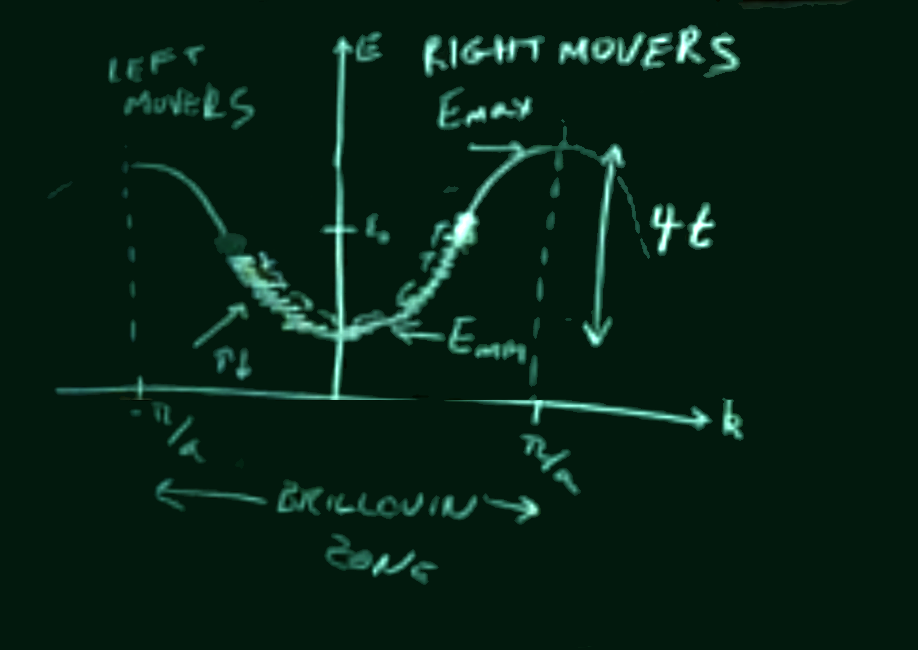 LEFT
MOVERS
E
RIGHT MOVERS
Emax
4t
Emin
↑↓
k
-π/a
π/a
BRILLOUIN
ZONE